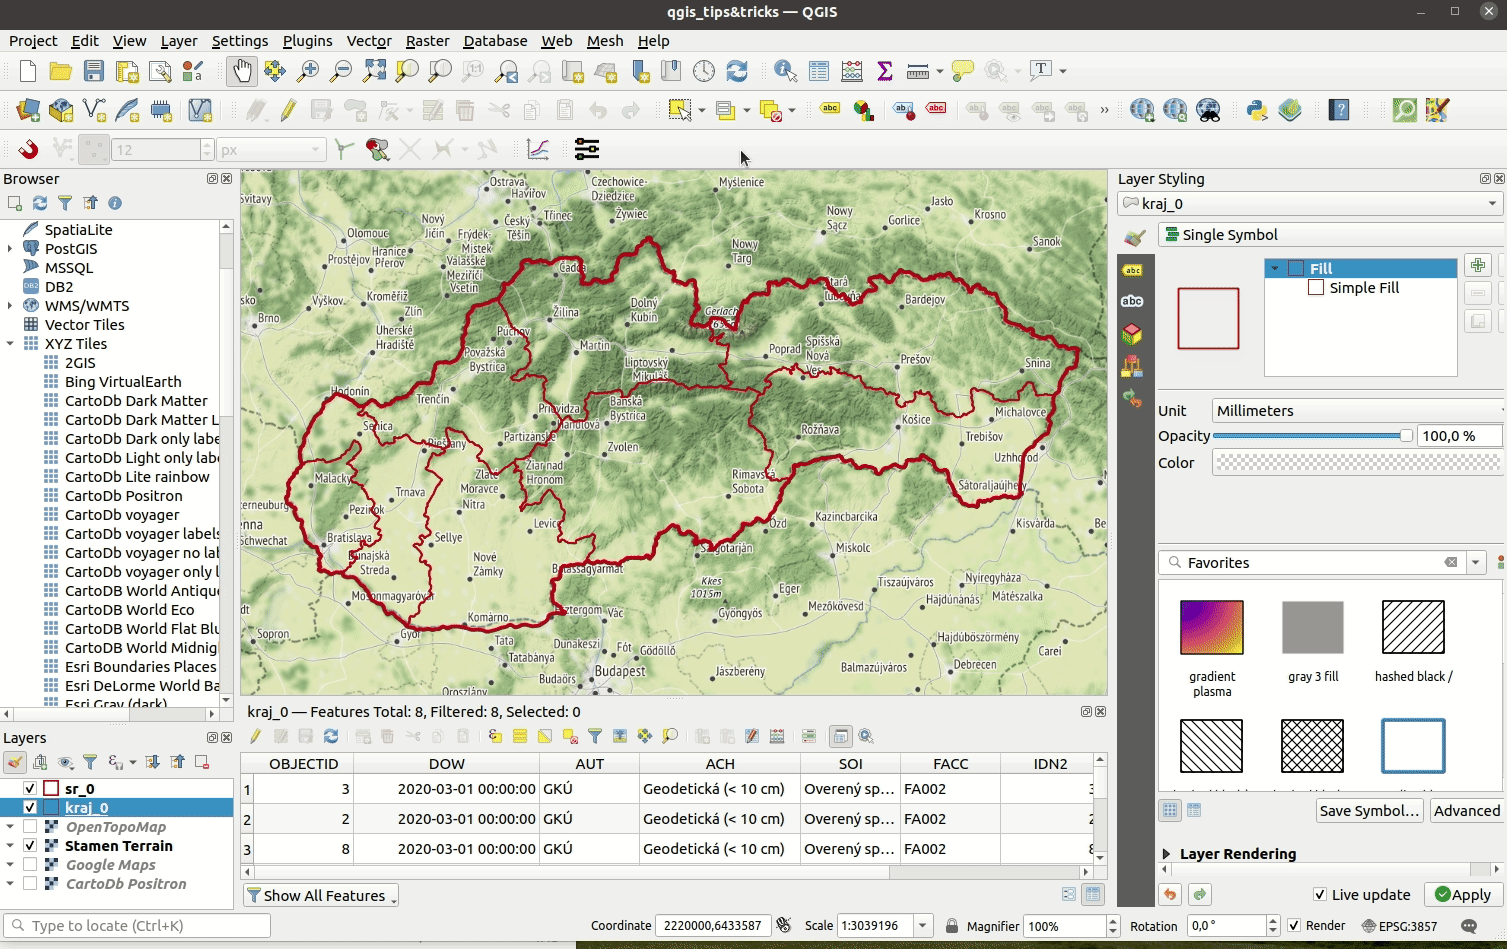 qgis_tips&tricks — QGIS
Project Edit View Layer Settings Plugins Vector Raster Database Web Mesh Help
12 px
Browser
SpatiaLite
PostGIS
MSSQL
DB2
WMS/WMTS
Vector Tiles
XYZ Tiles
2GIS
Bing VirtualEarth
CartoDb Dark Matter
CartoDb Dark Matter L
CartoDb Dark only labe
CartoDb Light only lab
CartoDb Lite rainbow
CartoDb Positron
CartoDb voyager
CartoDb voyager labels
CartoDb voyager no lab
CartoDb voyager only l
CartoDB World Antique
CartoDB World Eco
CartoDB World Flat Blu
CartoDB World Midnig
Esri Boundaries Places
Esri DeLorme World Ba
Esri Gray (dark)
Layers
sr_0
kraj_0
OpenTopoMap
Stamen Terrain
Google Maps
CartoDb Positron
Type to locate (Ctrl+K)
Ostrava
Havířov
Czechowice-
Dziedzice
Myślenice
svitavy
Třinec
Żywiec
Český
Těšín
Nowy
Sącz
Jasło
Krosno
Gorlice
Nový
Jičín
Olomouc
Frýdek-
Místek
Hranice
Prostějov
Přerov
Valašské
Meziříčí
Vsetín
Nowy
Targ
Sanok
Čadca
Stará
Bardejov
Kroměříž
Vyškov
Zlín
Brno
Dolný
Kubín
Gerlach
Žilina
Uherské
Hradiště
Púchov
Považská
Bystrica
Martin
Liptovský
Mikuláš
Poprad
Spišská
Nová
Ves
Prešov
Snina
Hodonín
Trenčín
Prievidza
Handlová
Banská
Bystrica
Michalovce
Košice
Senica
Piešťany
Partizánske
Zvolen
Rožňava
Trebišov
Uzhhorod
Malacky
Zlaté
Moravce
Žiar nad
Hronom
Rimavská
Sobota
Sátoraljaújhely
Trnava
Nitra
Pezinok
Levice
Ózd
Kazincbarcika
Kisvárda
Be
erneuburg
enna
Schwechat
Bratislava
Sellye
Dunajská
Streda
Nové
Zámky
Salgótarján
Miskolc
Balassagyarmat
Kkes
1015m
Eger
Tiszaújváros
Nyíregyháza
Mátészalka
Hajdúnánás
Mosonmagyaróvár
Komárno
Esztergom
Vác
Gyöngyös
Mezőkövesd
Sopron
Győr
Tata
Tatabánya
Dunakeszi
Fót
Gödöllő
Hajdúböszörmény
Carei
Debrecen
Balmazújváros
Jászberény
Budapest
Budaörs
Oroszlány
kraj_0 — Features Total: 8, Filtered: 8, Selected: 0
OBJECTID DOW AUT ACH SOI FACC IDN2
1 3 2020-03-01 00:00:00 GKÚ Geodetická (< 10 cm) Overený sp... FA002 3
2 2 2020-03-01 00:00:00 GKÚ Geodetická (< 10 cm) Overený sp... FA002 2
3 8 2020-03-01 00:00:00 GKÚ Geodetická (< 10 cm) Overený sp... FA002 8
Show All Features
Layer Styling
kraj_0
Single Symbol
Fill
Simple Fill
Unit Millimeters
Opacity 100,0 %
Color
Favorites
gradient
plasma
gray 3 fill
hashed black /
Save Symbol...
Advanced
Layer Rendering
Live update
Apply
Coordinate 2220000,6433587 Scale 1:3039196 Magnifier 100% Rotation 0,0 ° Render EPSG:3857